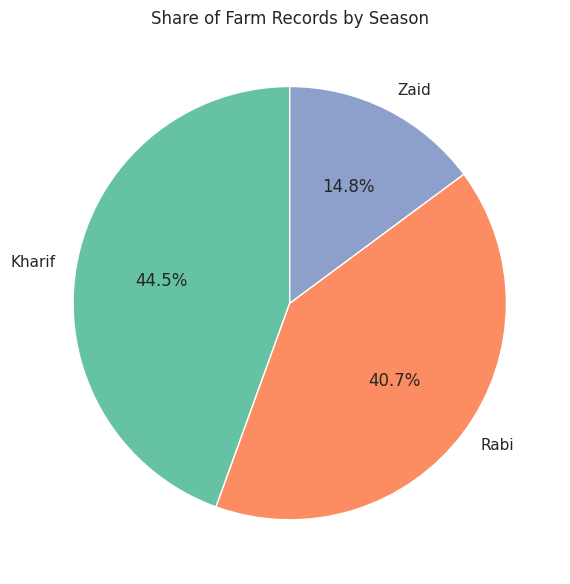 Share of Farm Records by Season
Zaid
14.8%
Kharif
44.5%
40.7%
Rabi